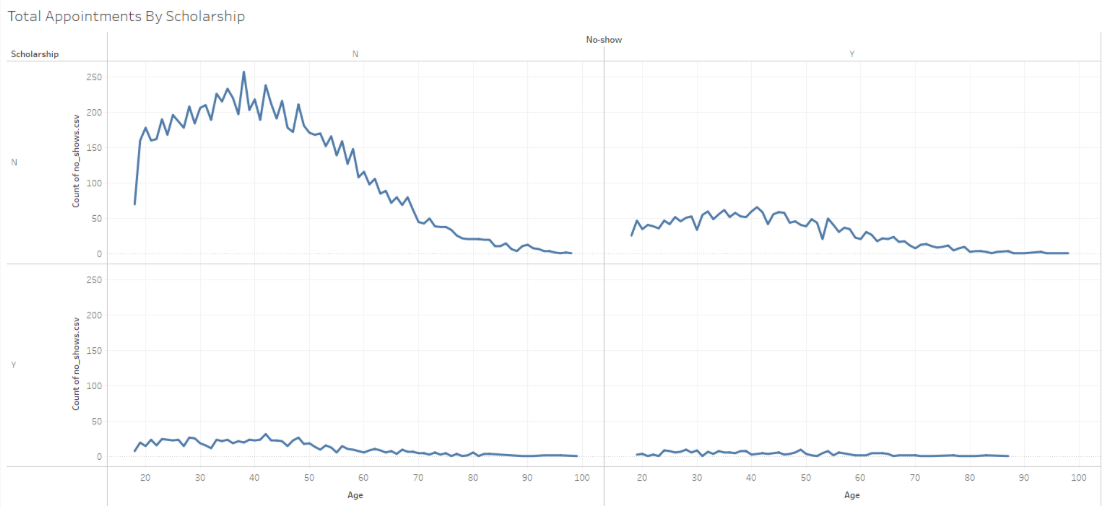 Total Appointments By Scholarship
No-show
Scholarship N Y
N
Count of no_shows.csv
250
200
150
100
50
0
Y
Count of no_shows.csv
250
200
150
100
50
0
20 30 40 50 60 70 80 90 100 20 30 40 50 60 70 80 90 100
Age Age